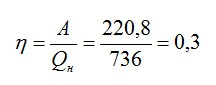 η = A / Qн = 220,8 / 736 = 0,3